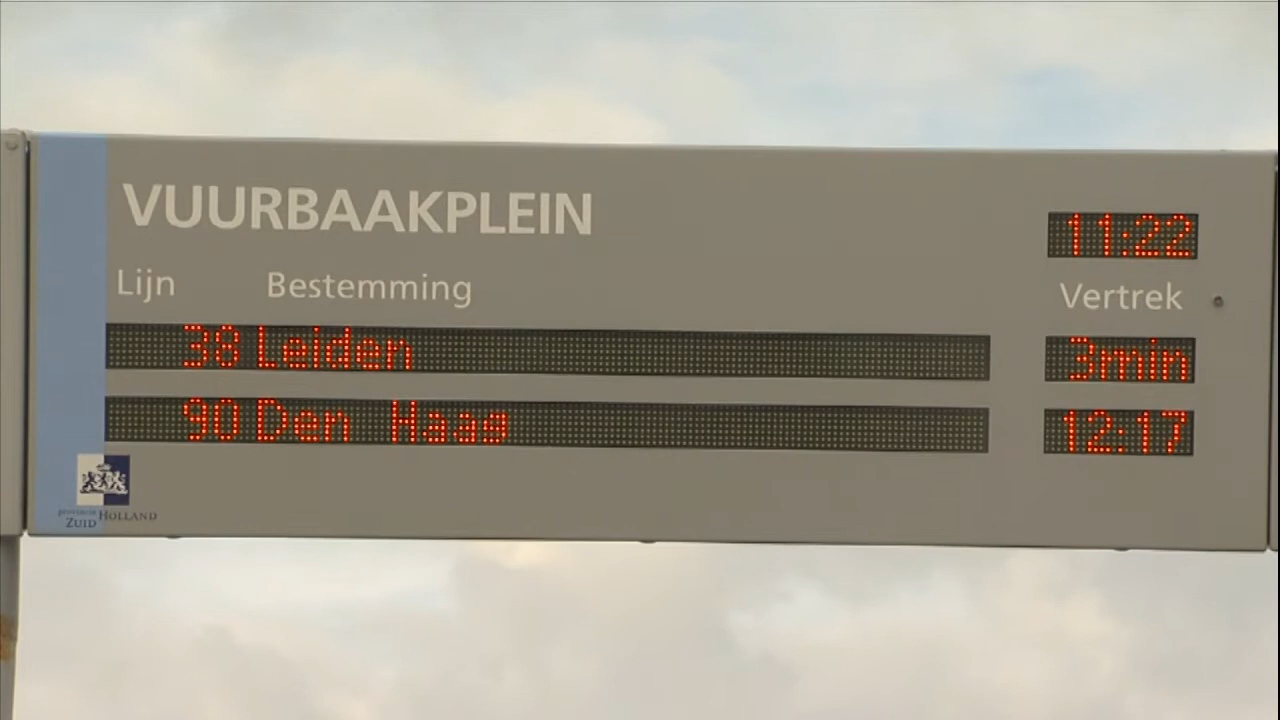 VUURBAAKPLEIN
11:22
Lijn Bestemming Vertrek
38 Leiden 3min
90 Den Haag 12:17
provincie HOLLAND
ZUID